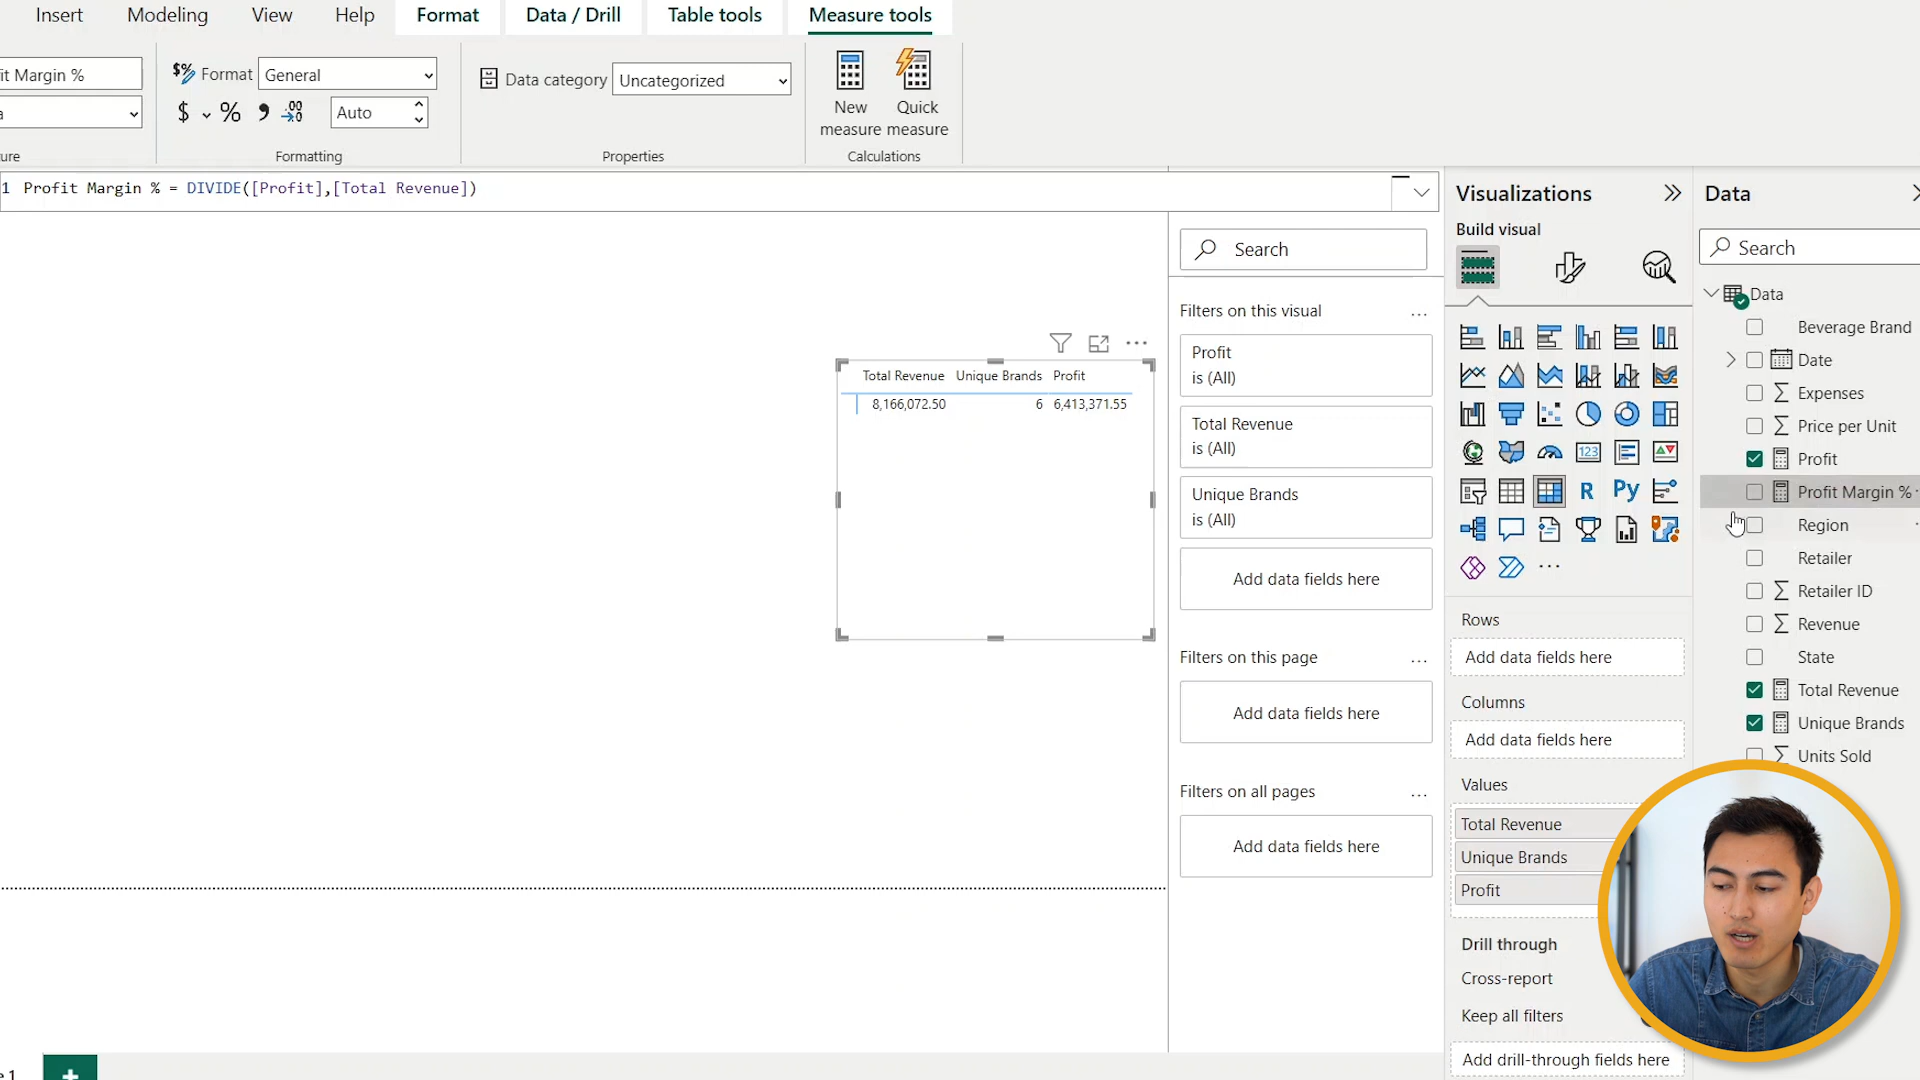 Insert Modeling View Help Format Data / Drill Table tools Measure tools
it Margin %
Format General
Data category Uncategorized
New measure
Quick measure
a
$ % 9 .00 →.0 Auto
ure
Formatting
Properties
Calculations
1 Profit Margin % = DIVIDE([Profit],[Total Revenue])
Total Revenue Unique Brands Profit
8,166,072.50 6 6,413,371.55
Search
Filters on this visual ...
Profit
is (All)
Total Revenue
is (All)
Unique Brands
is (All)
Add data fields here
Filters on this page ...
Add data fields here
Filters on all pages ...
Add data fields here
Visualizations
Build visual
123
R Py
...
Rows
Add data fields here
Columns
Add data fields here
Values
Total Revenue
Unique Brands
Profit
Drill through
Cross-report
Keep all filters
Add drill-through fields here
Data
Search
Data
Beverage Brand
Date
Σ Expenses
Σ Price per Unit
Profit
Profit Margin %
Region
Retailer
Σ Retailer ID
Σ Revenue
State
Total Revenue
Unique Brands
Σ Units Sold
e 1 +